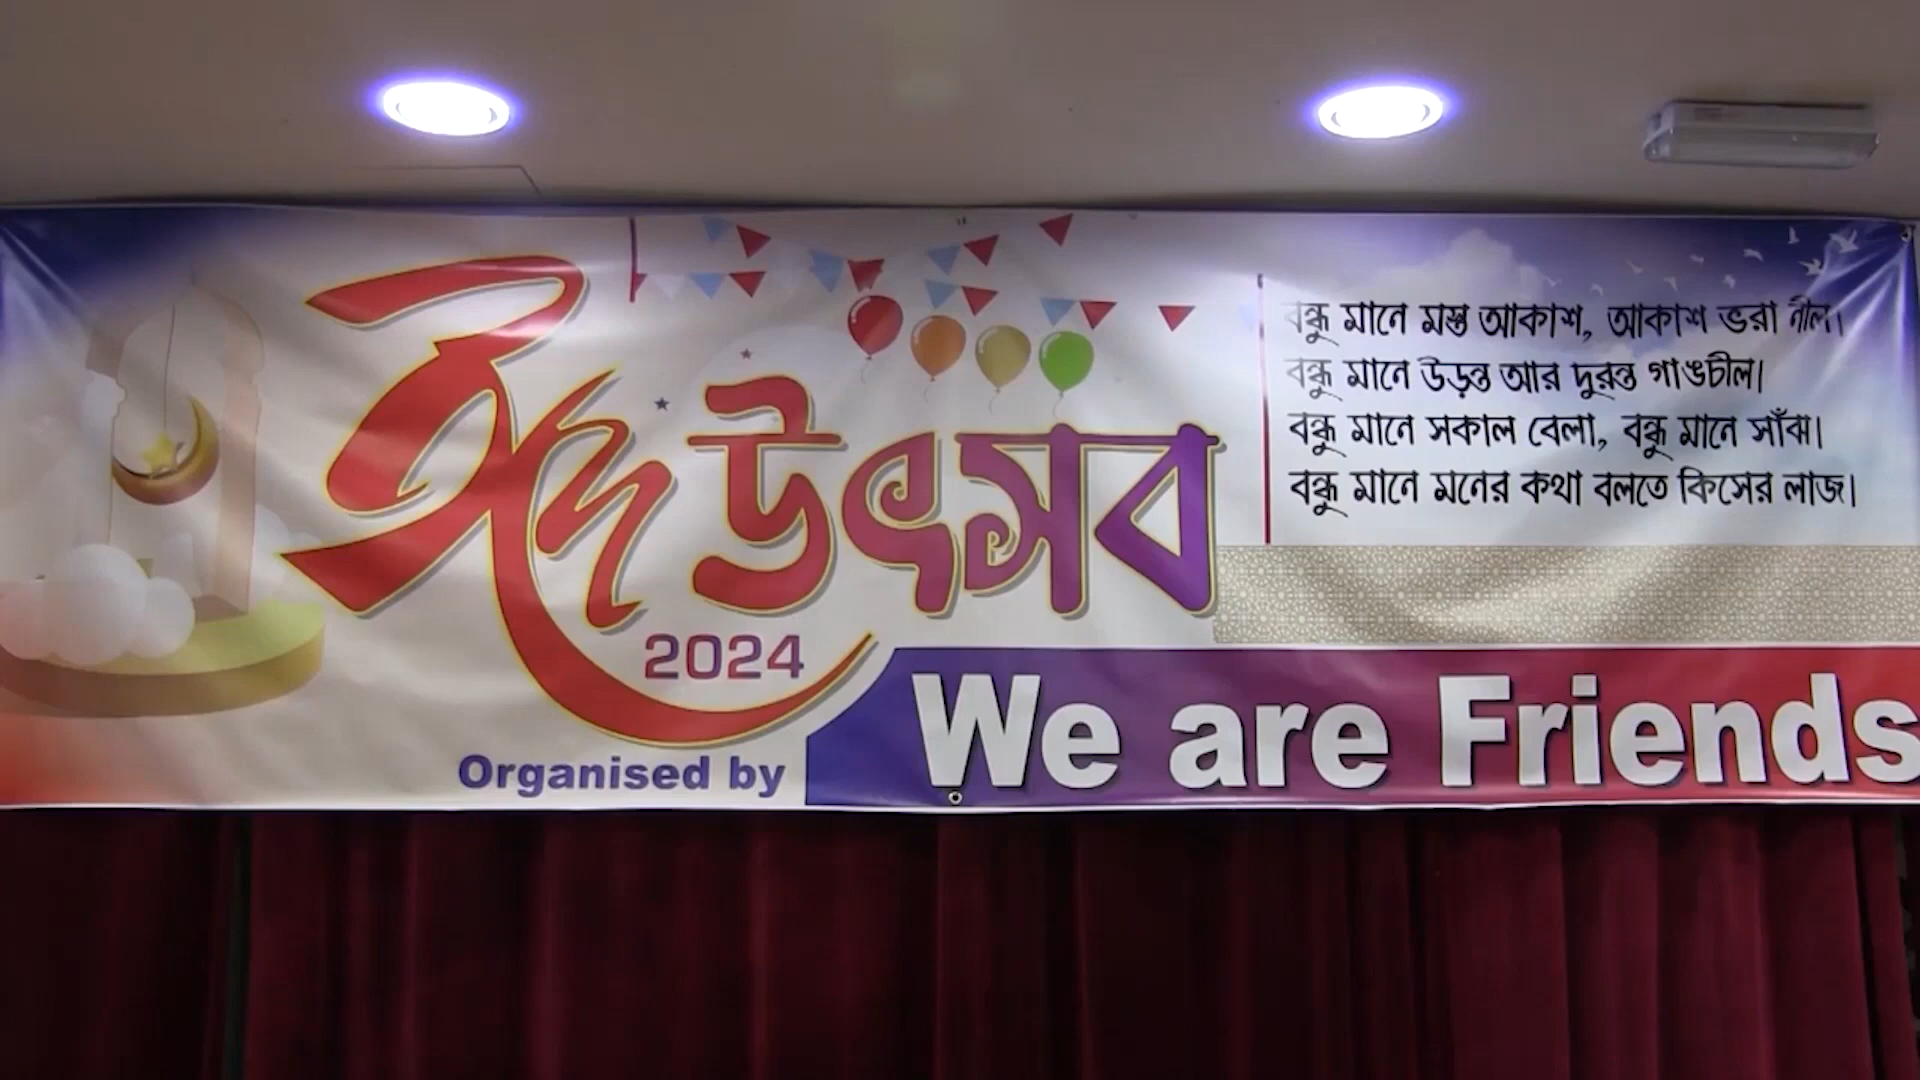 ঈদ উৎসব
2024
বন্ধু মানে মস্ত আকাশ, আকাশ ভরা নীল।
বন্ধু মানে উড়ন্ত আর দুরন্ত গাঙচীল।
বন্ধু মানে সকাল বেলা, বন্ধু মানে সাঁঝ।
বন্ধু মানে মনের কথা বলতে কিসের লাজ।
Organised by We are Friends